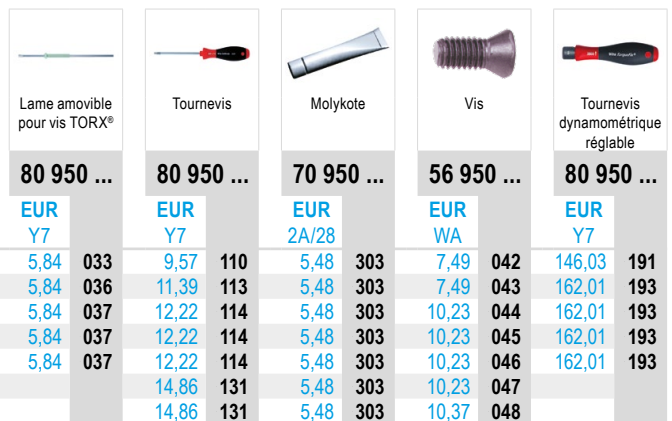 Lame amovible Tournevis Molykote Vis Tournevis
pour vis TORX® dynamométrique
réglable
80 950 ... 80 950 ... 70 950 ... 56 950 ... 80 950 ...
EUR EUR EUR EUR EUR
Y7 Y7 2A/28 WA Y7
5,84 033 9,57 110 5,48 303 7,49 042 146,03 191
5,84 036 11,39 113 5,48 303 7,49 043 162,01 193
5,84 037 12,22 114 5,48 303 10,23 044 162,01 193
5,84 037 12,22 114 5,48 303 10,23 045 162,01 193
5,84 037 12,22 114 5,48 303 10,23 046 162,01 193
14,86 131 5,48 303 10,23 047
14,86 131 5,48 303 10,37 048